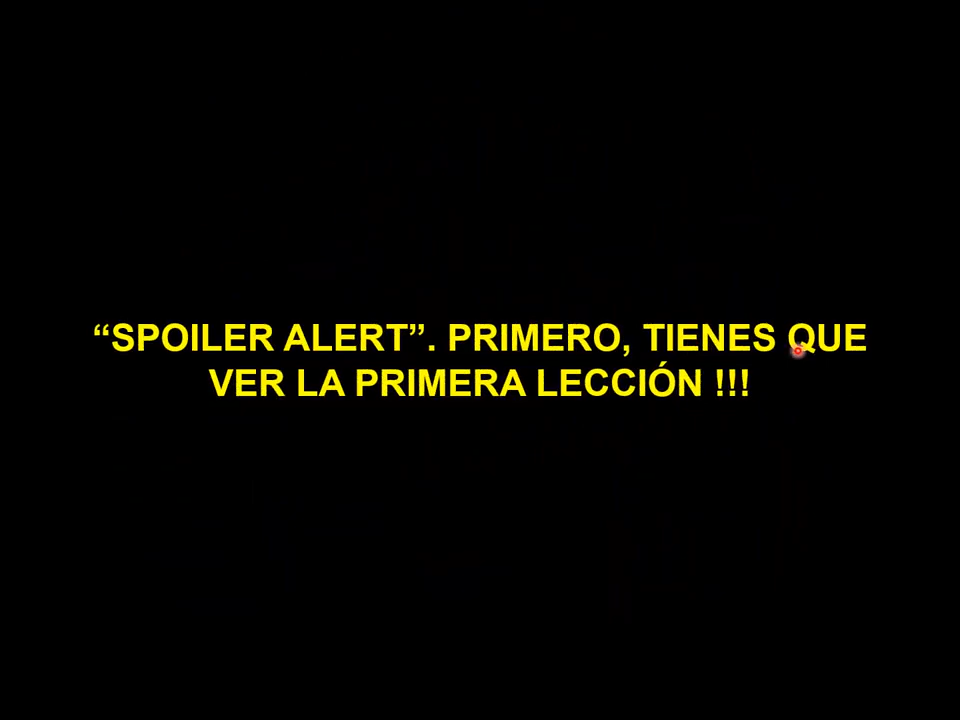 “SPOILER ALERT”. PRIMERO, TIENES QUE
VER LA PRIMERA LECCIÓN !!!